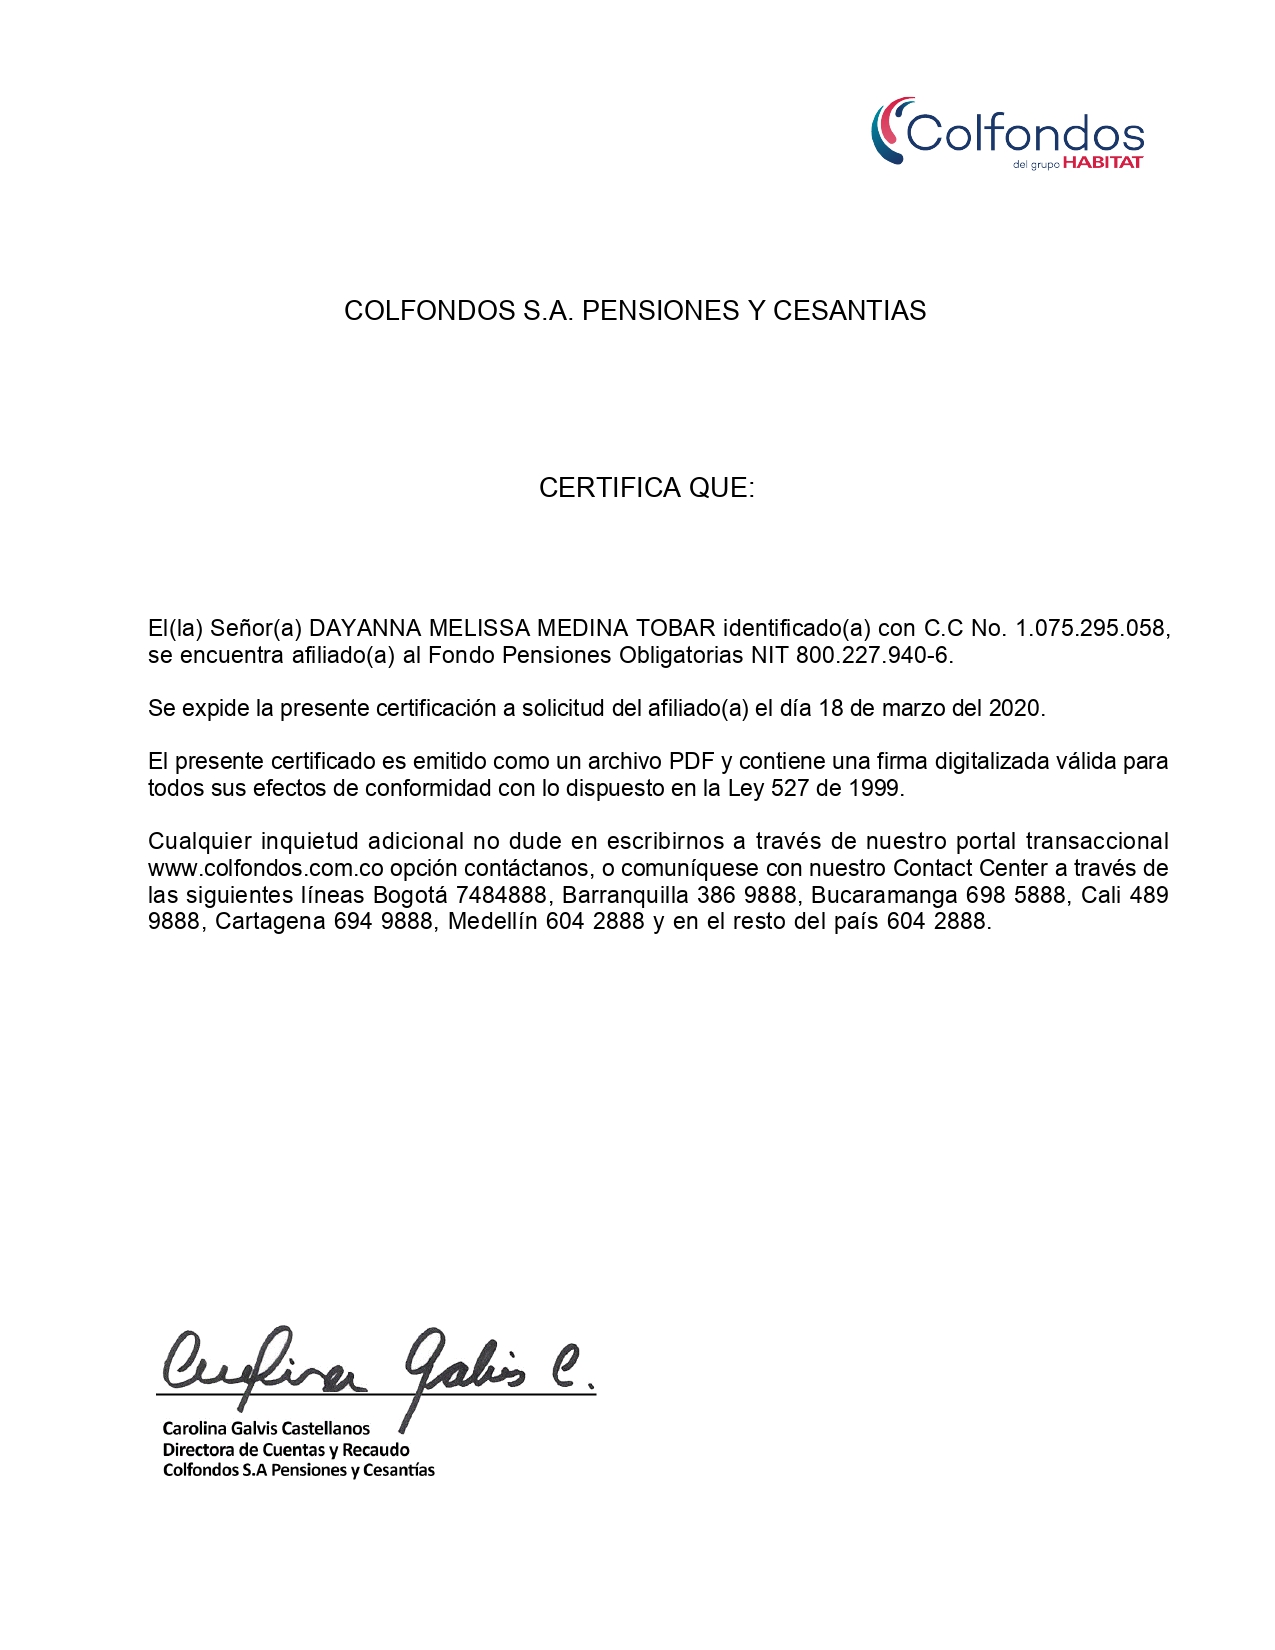 Colfondos
del grupo HABITAT
COLFONDOS S.A. PENSIONES Y CESANTIAS
CERTIFICA QUE:
El(la) Señor(a) DAYANNA MELISSA MEDINA TOBAR identificado(a) con C.C No. 1.075.295.058,
se encuentra afiliado(a) al Fondo Pensiones Obligatorias NIT 800.227.940-6.
Se expide la presente certificación a solicitud del afiliado(a) el día 18 de marzo del 2020.
El presente certificado es emitido como un archivo PDF y contiene una firma digitalizada válida para
todos sus efectos de conformidad con lo dispuesto en la Ley 527 de 1999.
Cualquier inquietud adicional no dude en escribirnos a través de nuestro portal transaccional
www.colfondos.com.co opción contáctanos, o comuníquese con nuestro Contact Center a través de
las siguientes líneas Bogotá 7484888, Barranquilla 386 9888, Bucaramanga 698 5888, Cali 489
9888, Cartagena 694 9888, Medellín 604 2888 y en el resto del país 604 2888.
Carolina Galvis C.
Carolina Galvis Castellanos
Directora de Cuentas y Recaudo
Colfondos S.A Pensiones y Cesantías